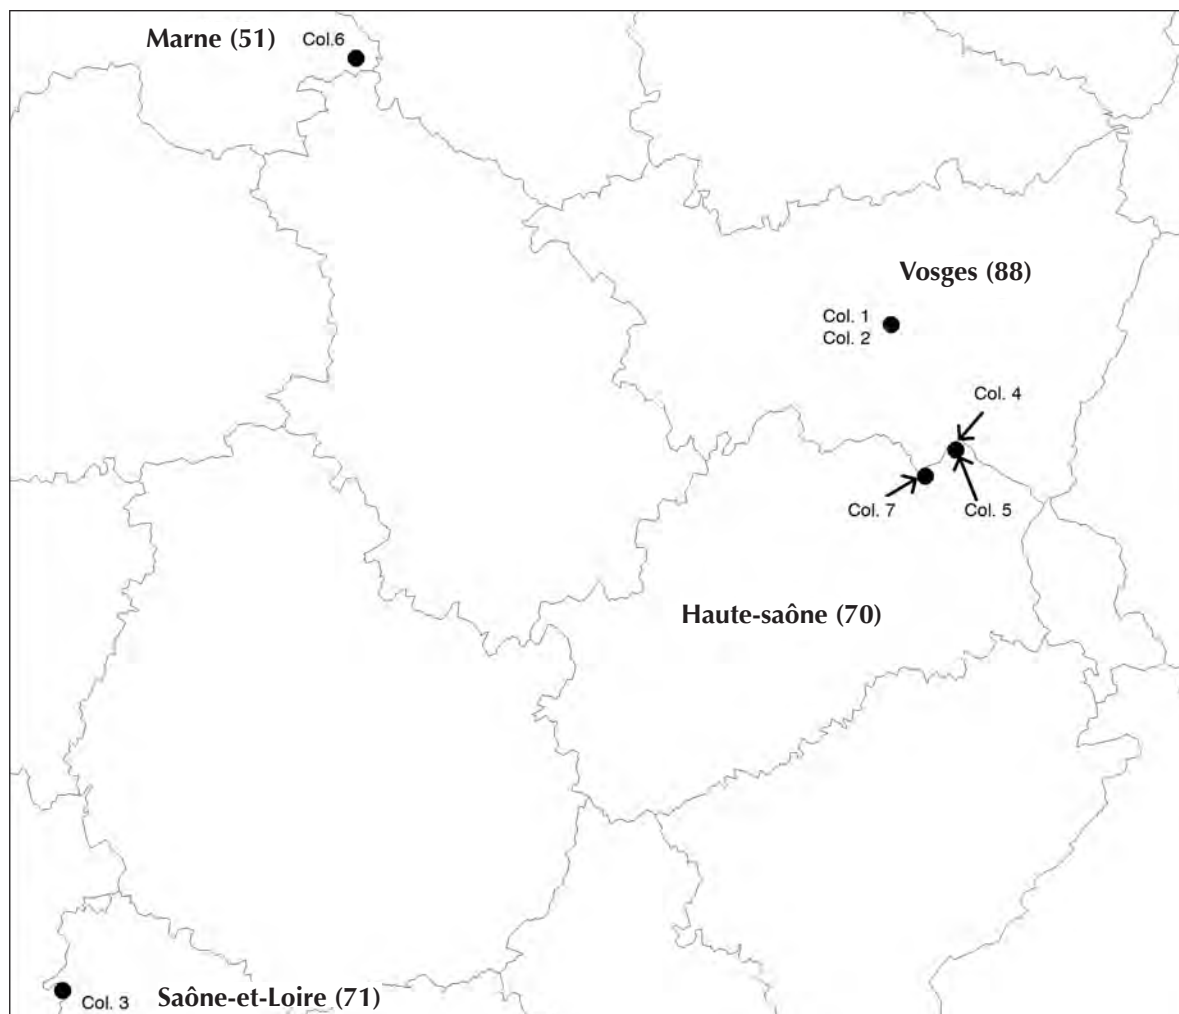 Marne (51)
Col.6
Vosges (88)
Col. 1
Col. 2
Col. 4
Col. 7
Col. 5
Haute-saône (70)
Col. 3
Saône-et-Loire (71)